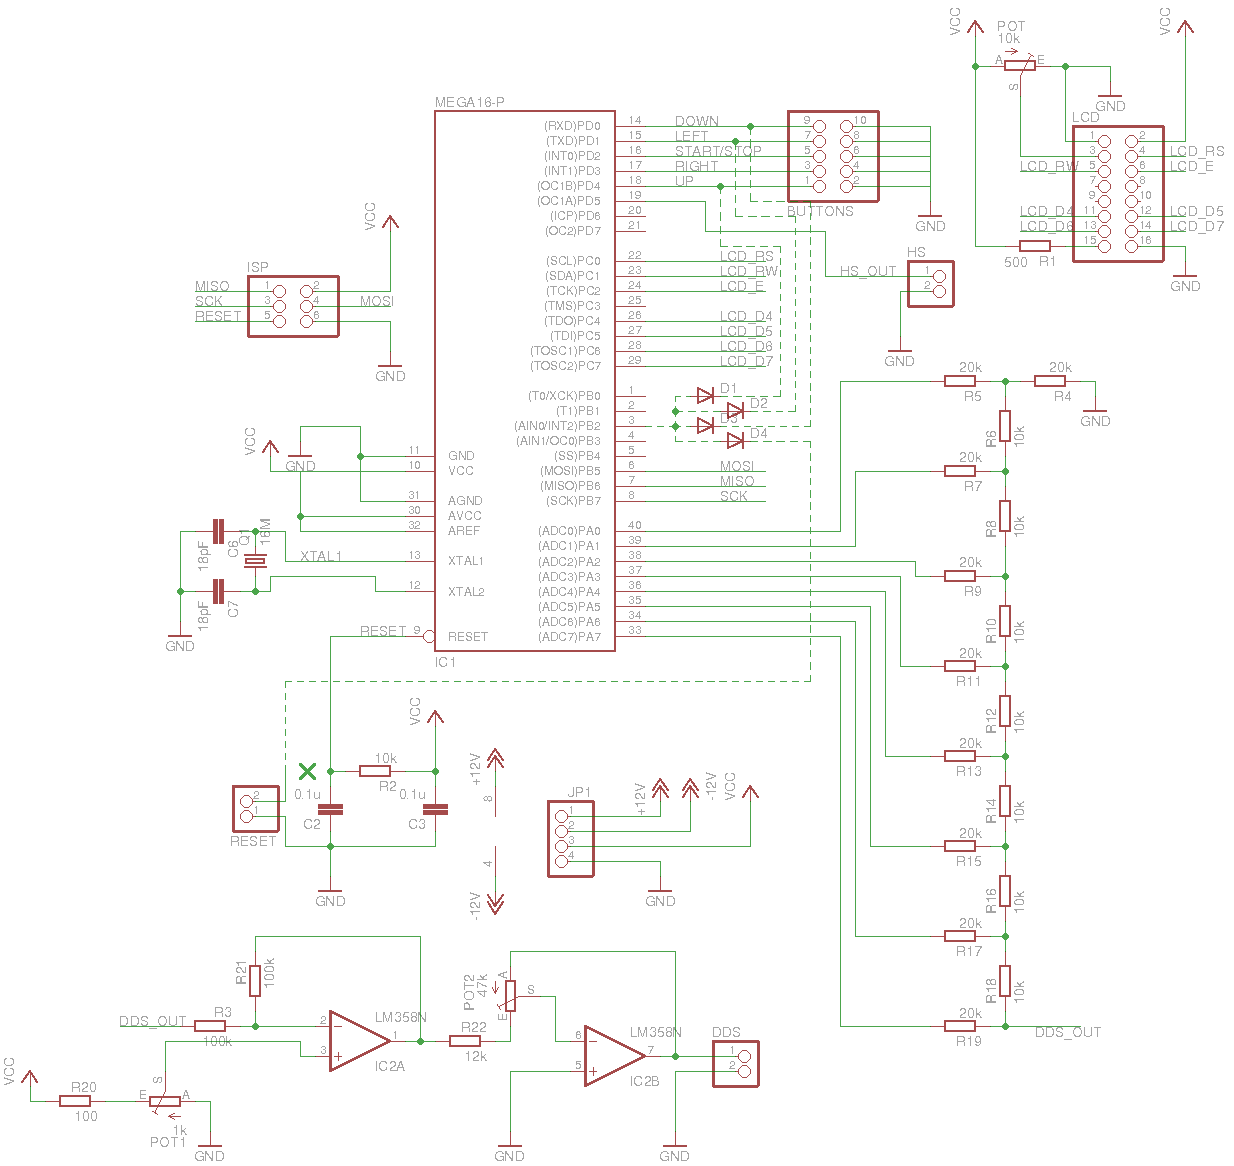 VCC
POT
10k
A
E
S
VCC
GND
LCD
1
2
3
4
LCD_RS
LCD_RW
5
6
LCD_E
7
8
9
10
LCD_D4
11
12
LCD_D5
LCD_D6
13
14
LCD_D7
15
16
500
R1
GND
MEGA16-P
(RXD)PD0
14
DOWN
(TXD)PD1
15
LEFT
(INT0)PD2
16
START/STOP
(INT1)PD3
17
RIGHT
(OC1B)PD4
18
UP
(OC1A)PD5
19
(ICP)PD6
20
(OC2)PD7
21
9
10
7
8
5
6
3
4
1
2
BUTTONS
GND
HS
HS_OUT
1
2
GND
(SCL)PC0
22
LCD_RS
(SDA)PC1
23
LCD_RW
(TCK)PC2
24
LCD_E
(TMS)PC3
25
(TDO)PC4
26
LCD_D4
(TDI)PC5
27
LCD_D5
(TOSC1)PC6
28
LCD_D6
(TOSC2)PC7
29
LCD_D7
VCC
ISP
MISO
1
2
SCK
3
4
MOSI
RESET
5
6
GND
(T0/XCK)PB0
1
(T1)PB1
2
(AIN0/INT2)PB2
3
(AIN1/OC0)PB3
4
(SS)PB4
5
(MOSI)PB5
6
MOSI
(MISO)PB6
7
MISO
(SCK)PB7
8
SCK
D1
D2
D3
D4
VCC
GND
11
GND
10
VCC
31
AGND
30
AVCC
32
AREF
13
XTAL1
12
XTAL2
XTAL1
18pF
C6
Q1
16M
18pF
C7
GND
RESET
9
RESET
IC1
(ADC0)PA0
40
(ADC1)PA1
39
(ADC2)PA2
38
(ADC3)PA3
37
(ADC4)PA4
36
(ADC5)PA5
35
(ADC6)PA6
34
(ADC7)PA7
33
20k
R5
20k
R4
GND
R6
10k
20k
R7
R8
10k
20k
R9
R10
10k
20k
R11
R12
10k
20k
R13
R14
10k
20k
R15
R16
10k
20k
R17
R18
10k
20k
R19
DDS_OUT
VCC
10k
R2
0.1u
C2
0.1u
C3
2
1
RESET
GND
+12V
8
4
-12V
JP1
1
2
3
4
+12V
-12V
VCC
GND
R21
100k
DDS_OUT
R3
100k
2
3
LM358N
1
IC2A
VCC
R20
100
E
S
A
1k
POT1
GND
R22
12k
POT2
47k
A
S
E
6
5
LM358N
7
IC2B
GND
DDS
1
2
GND